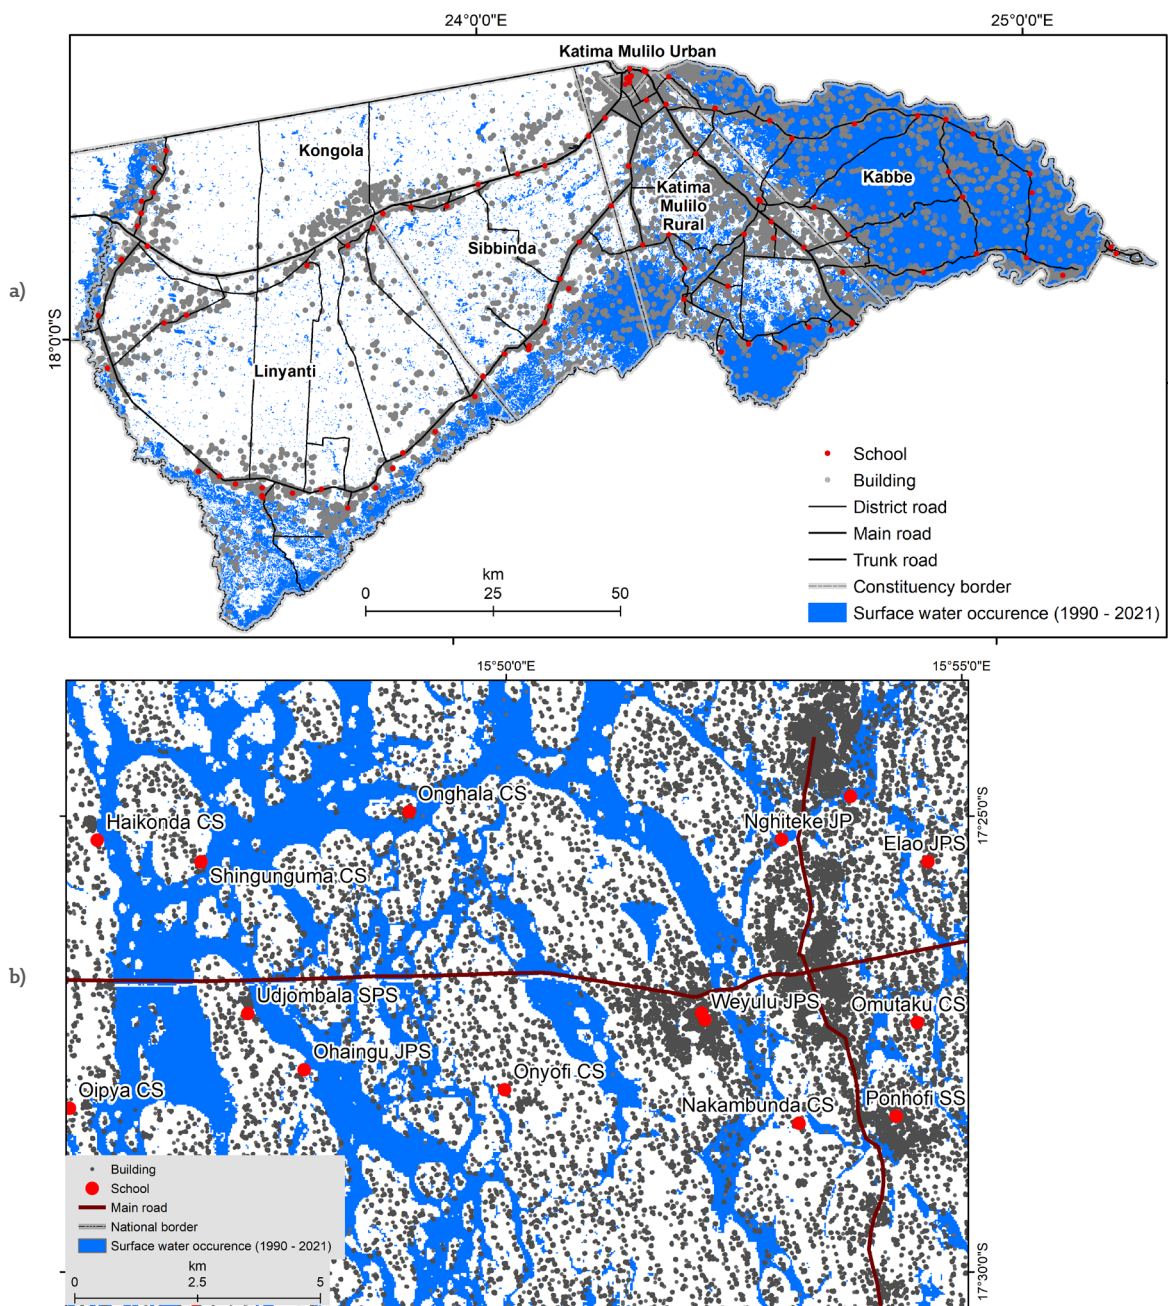 24°0'0"E
25°0'0"E
Katima Mulilo Urban
Kongola
Kabbe
Katima
Mulilo
Rural
Sibbinda
a)
18°0'0"S
Linyanti
School
Building
District road
Main road
Trunk road
Constituency border
Surface water occurence (1990 - 2021)
km
0 25 50
15°50'0"E
15°55'0"E
Onghala CS
Haikonda CS
Nghiteke JP
17°25'0"S
Elao JPS
Shingunguma CS
b)
Udjombala SPS
Weyulu JPS
Omutaku CS
Ohaingu JPS
Onyofi CS
Oipya CS
Nakambunda CS
Ponhofi SS
Building
School
Main road
National border
Surface water occurence (1990 - 2021)
km
0 2.5 5
17°30'0"S